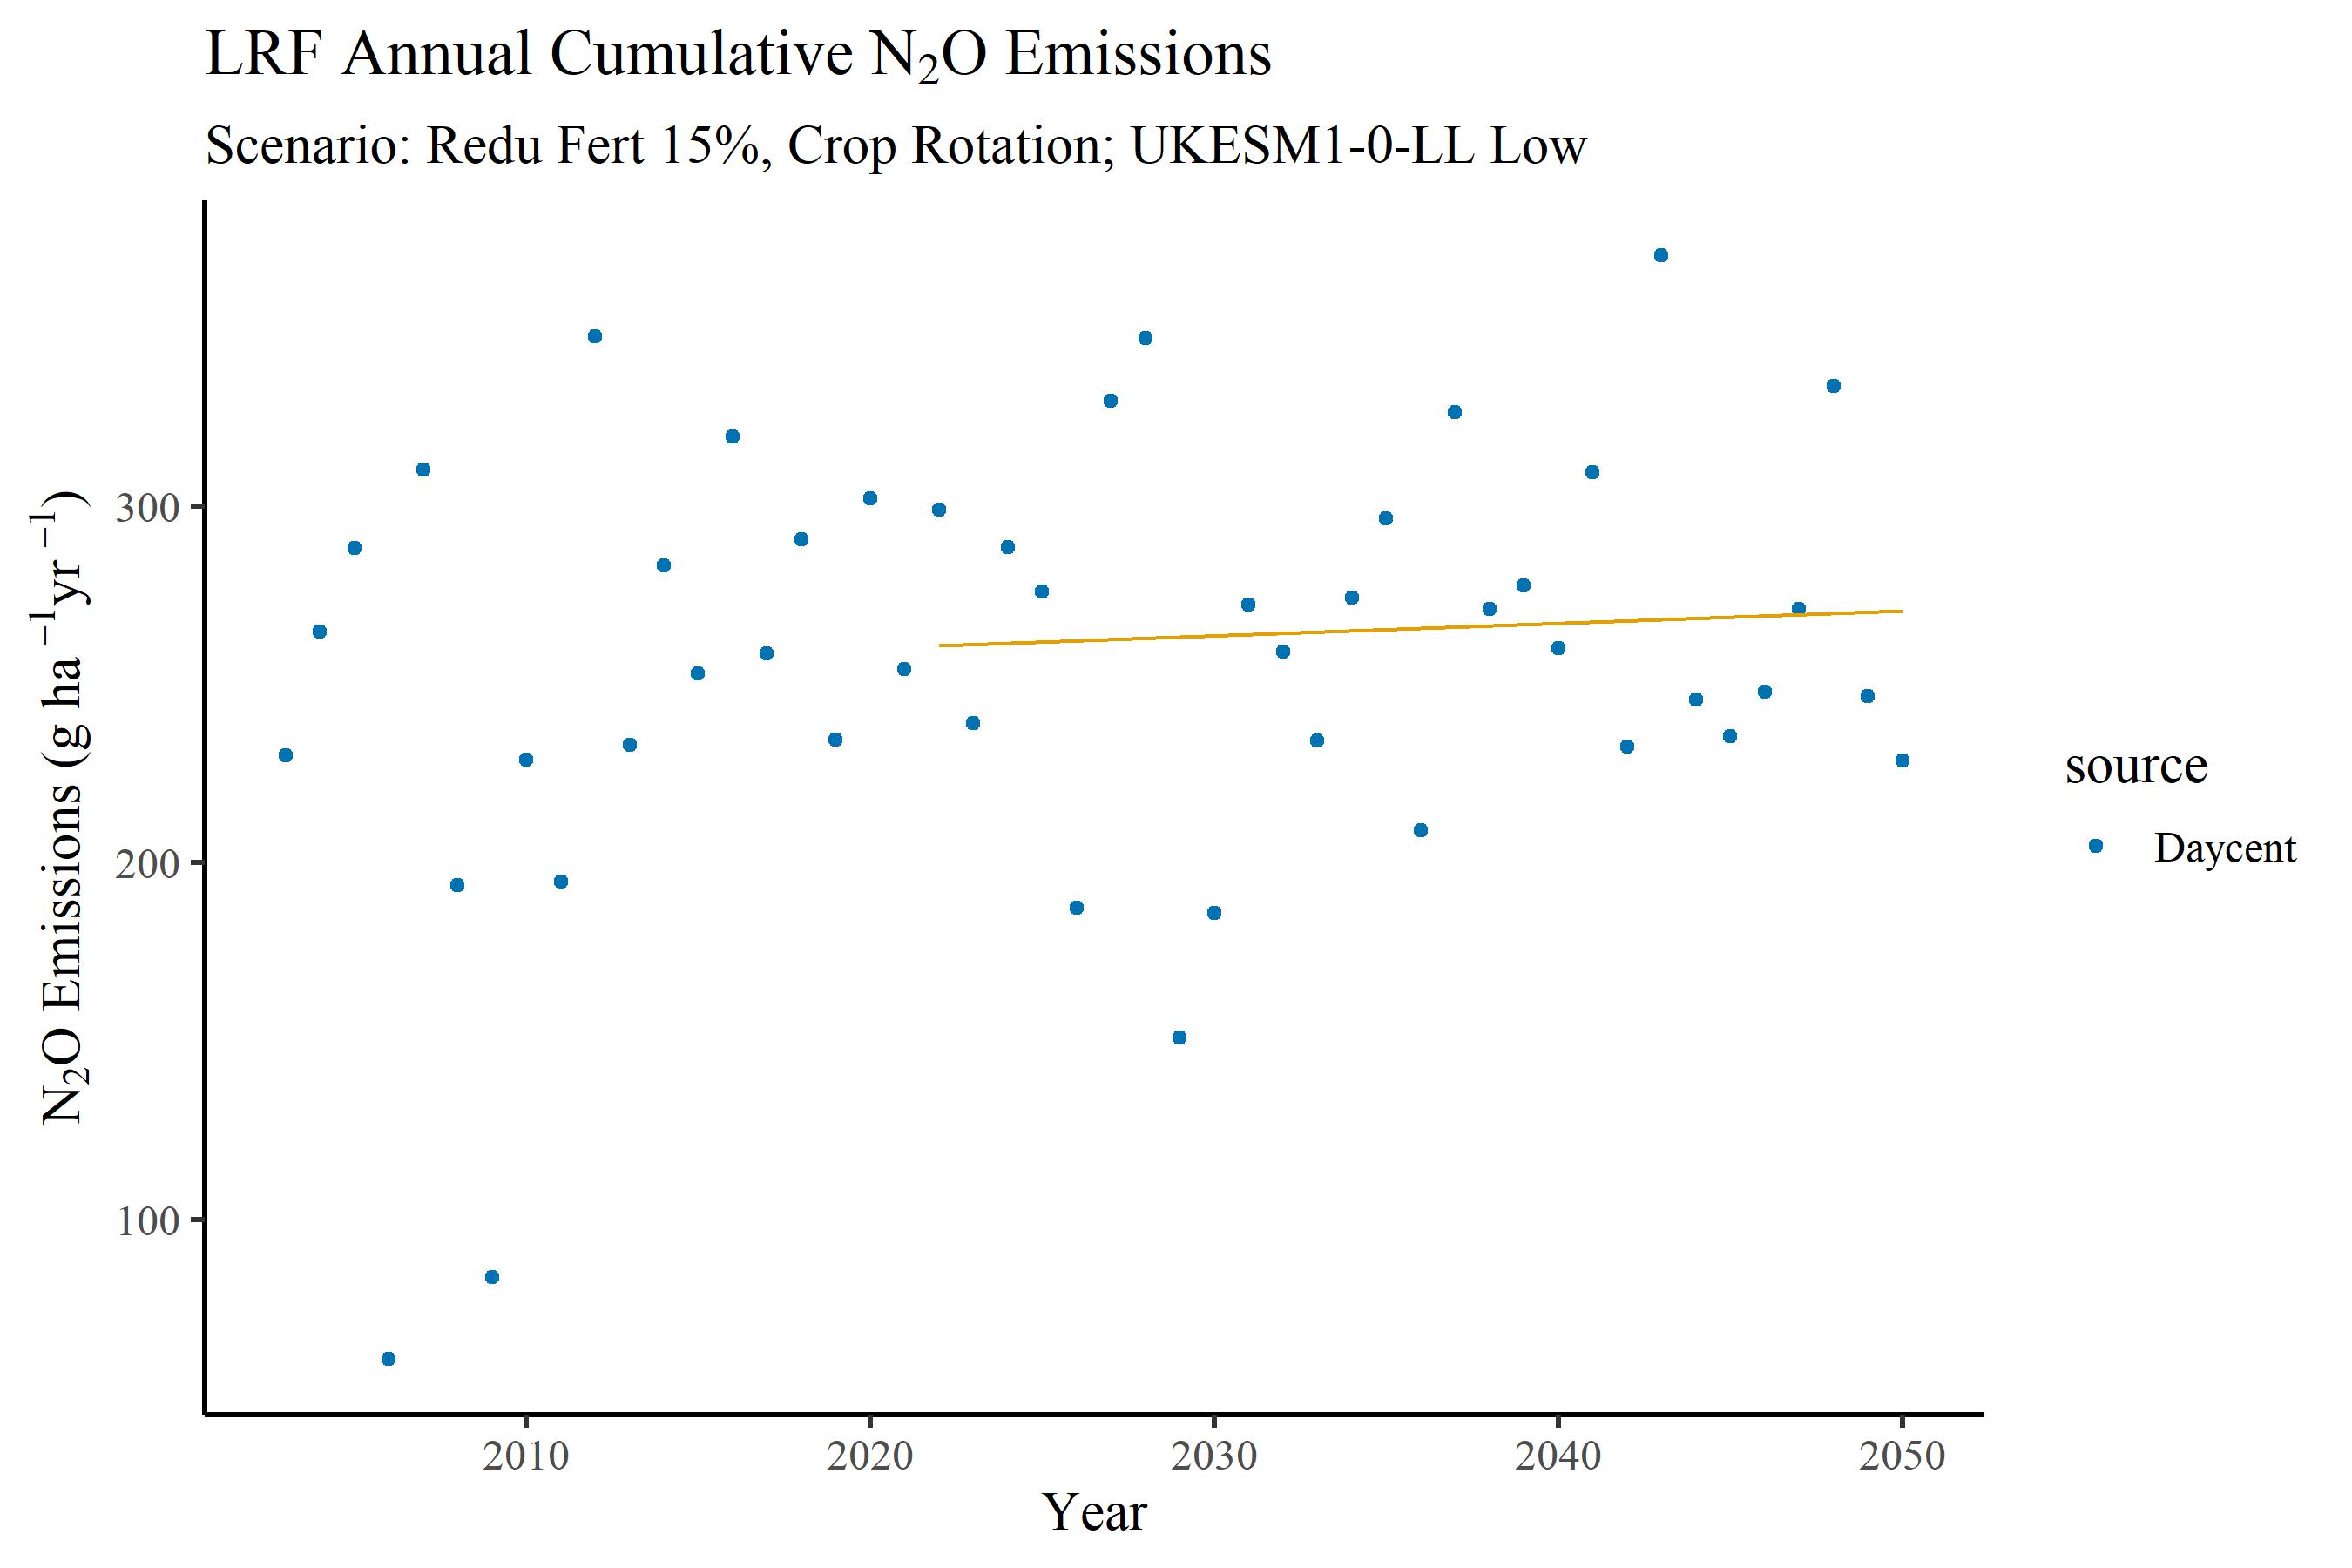 LRF Annual Cumulative N₂O Emissions
Scenario: Redu Fert 15%, Crop Rotation; UKESM1-0-LL Low
N₂O Emissions (g ha ⁻¹yr ⁻¹)
300
200
100
2010 2020 2030 2040 2050
Year
source
Daycent